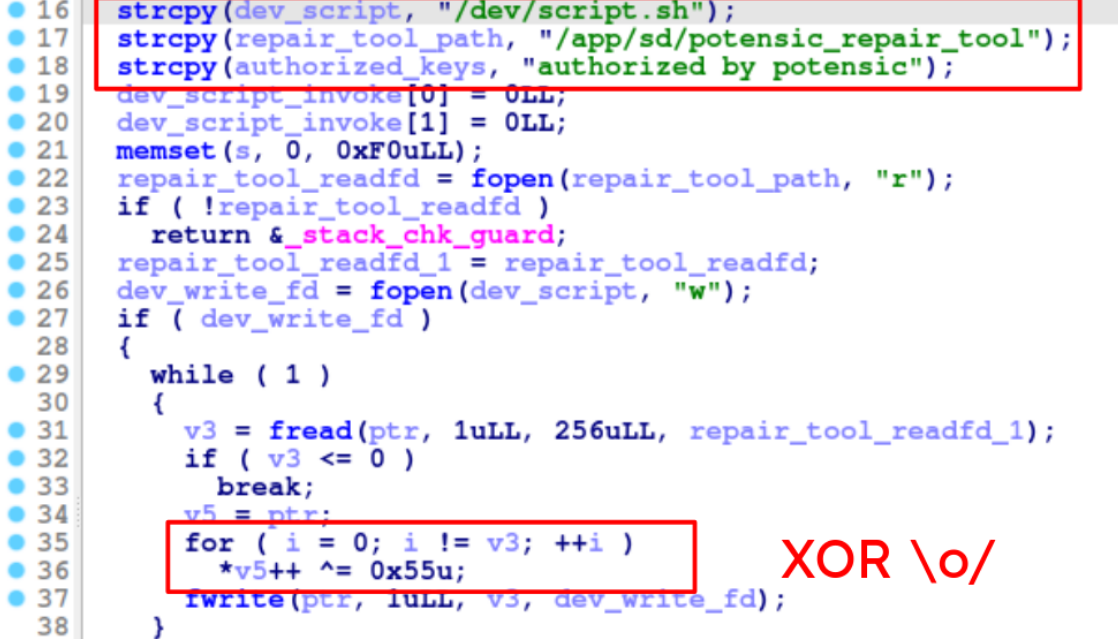 16 strcpy(dev_script, "/dev/script.sh");
17 strcpy(repair_tool_path, "/app/sd/potensic_repair_tool");
18 strcpy(authorized_keys, "authorized by potensic");
19 dev_script_invoke[0] = 0LL;
20 dev_script_invoke[1] = 0LL;
21 memset(s, 0, 0xF0uLL);
22 repair_tool_readfd = fopen(repair_tool_path, "r");
23 if ( !repair_tool_readfd )
24 return &_stack_chk_guard;
25 repair_tool_readfd_1 = repair_tool_readfd;
26 dev_write_fd = fopen(dev_script, "w");
27 if ( dev_write_fd )
28 {
29 while ( 1 )
30 {
31 v3 = fread(ptr, 1uLL, 256uLL, repair_tool_readfd_1);
32 if ( v3 <= 0 )
33 break;
34 v5 = ptr;
35 for ( i = 0; i != v3; ++i )
36 *v5++ ^= 0x55u;
XOR \o/
37 fwrite(ptr, 1uLL, v3, dev_write_fd);
38 }